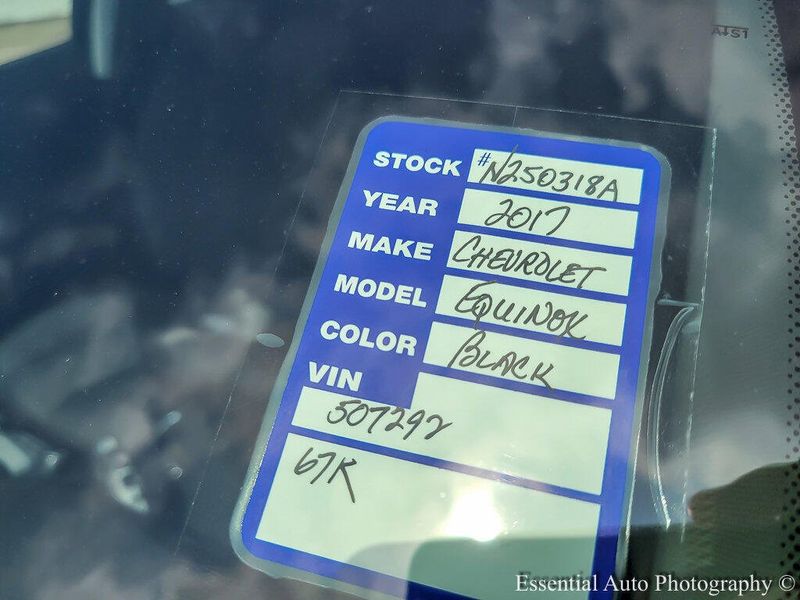 STOCK #N250318A
YEAR 2017
MAKE CHEVROLET
MODEL EQUINOX
COLOR BLACK
VIN
507292
67K
Essential Auto Photography ©